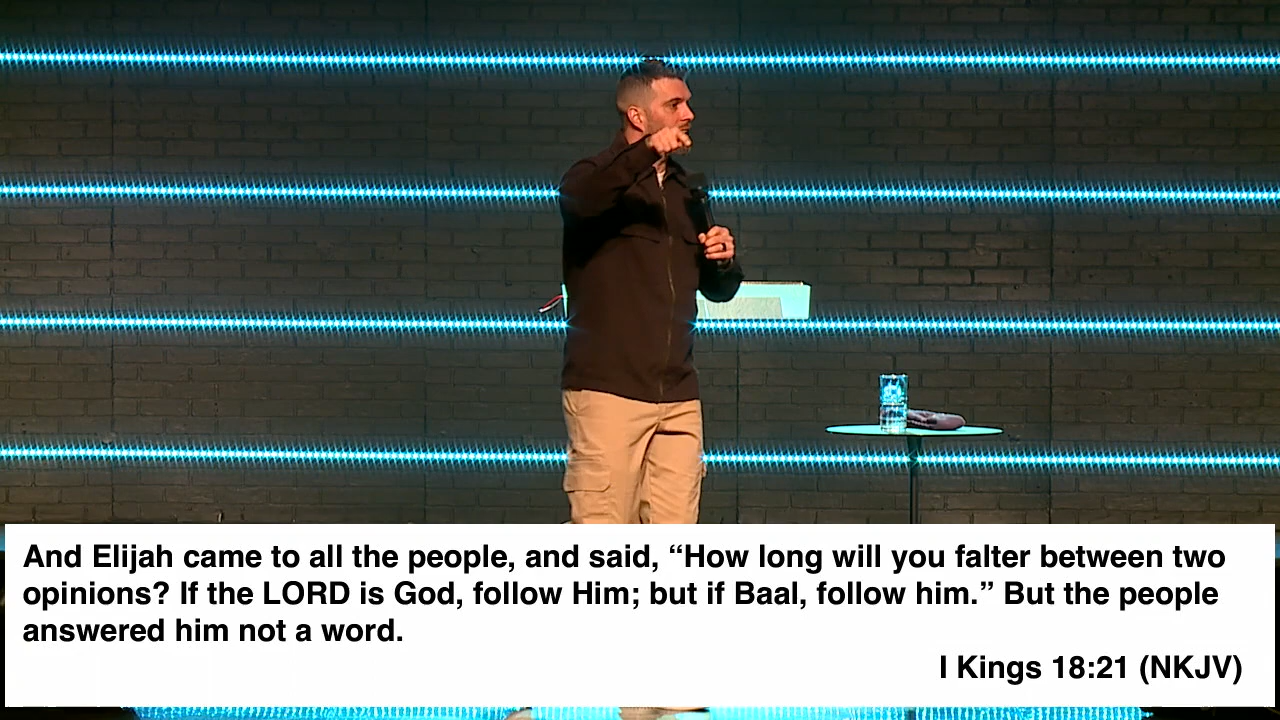 And Elijah came to all the people, and said, “How long will you falter between two
opinions? If the LORD is God, follow Him; but if Baal, follow him.” But the people
answered him not a word.
I Kings 18:21 (NKJV)